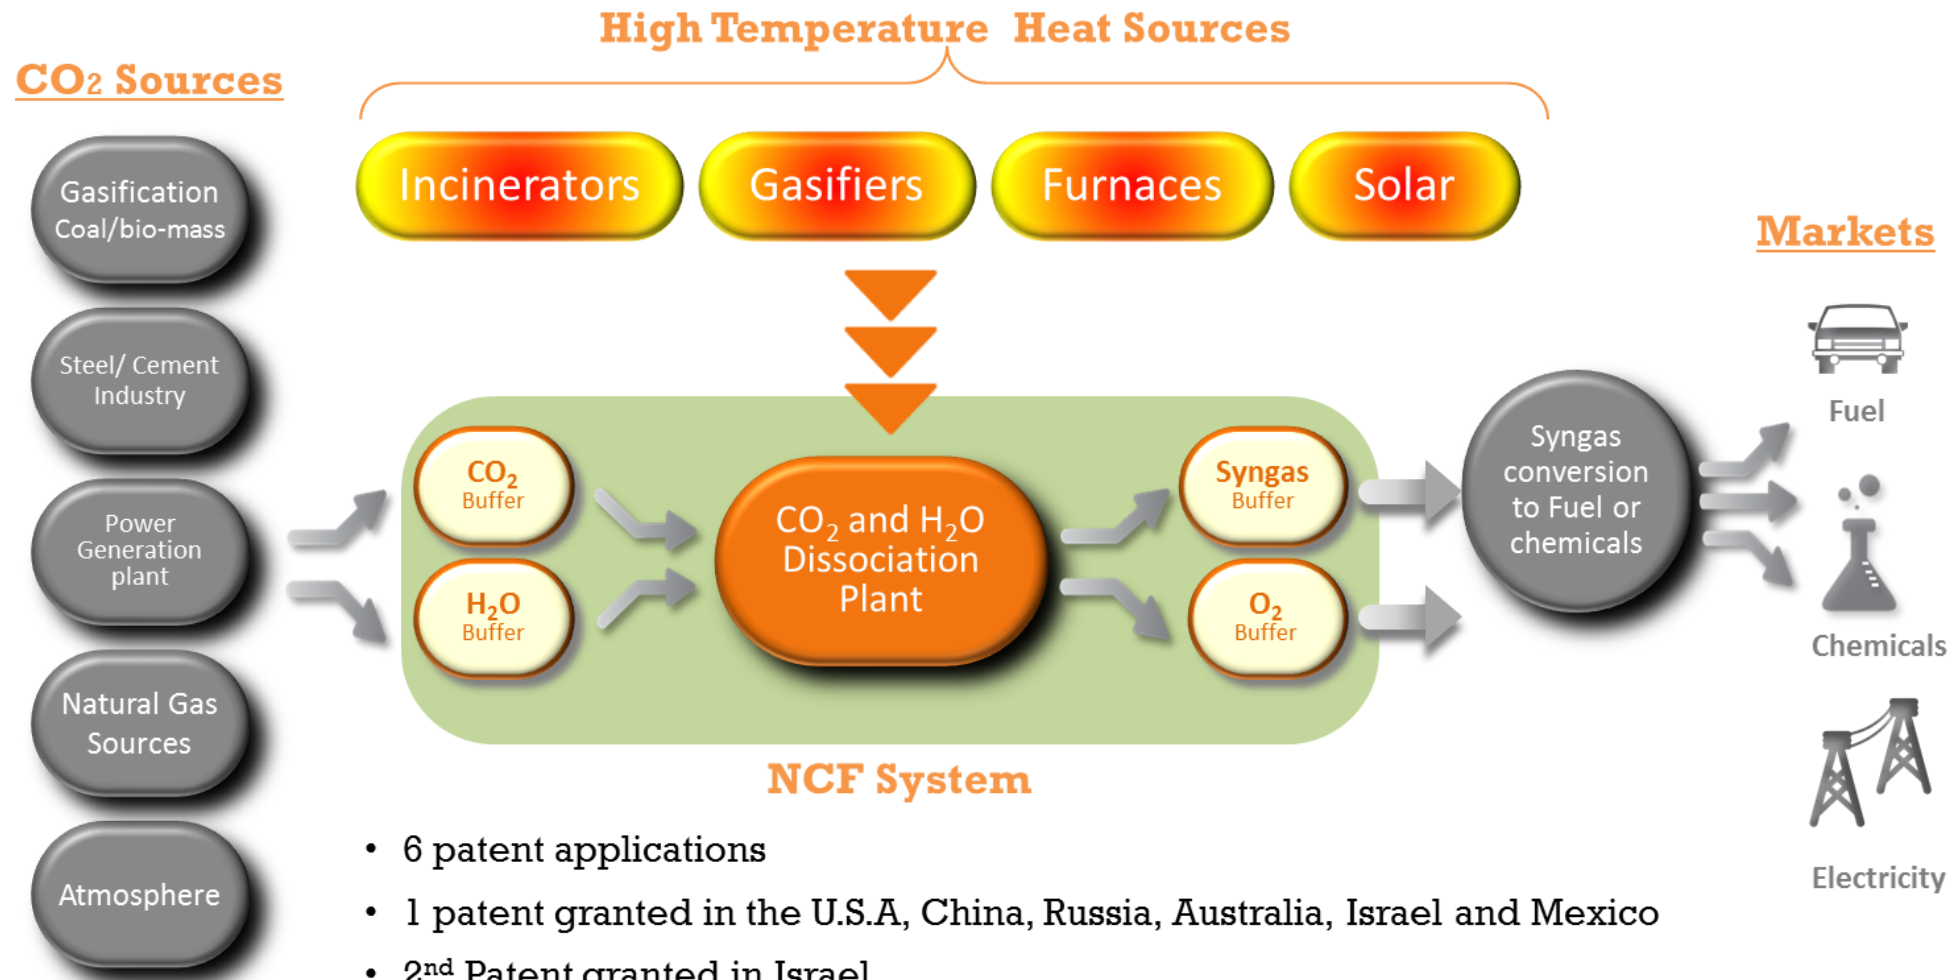 High Temperature Heat Sources
CO2 Sources
Gasification
Coal/bio-mass
Steel/ Cement
Industry
Power
Generation
plant
Natural Gas
Sources
Atmosphere
Incinerators
Gasifiers
Furnaces
Solar
CO₂
Buffer
H₂O
Buffer
CO₂ and H₂O
Dissociation
Plant
Syngas
Buffer
O₂
Buffer
NCF System
Syngas
conversion
to Fuel or
chemicals
Markets
Fuel
Chemicals
Electricity
• 6 patent applications
• 1 patent granted in the U.S.A, China, Russia, Australia, Israel and Mexico
• 2nd Patent granted in Israel